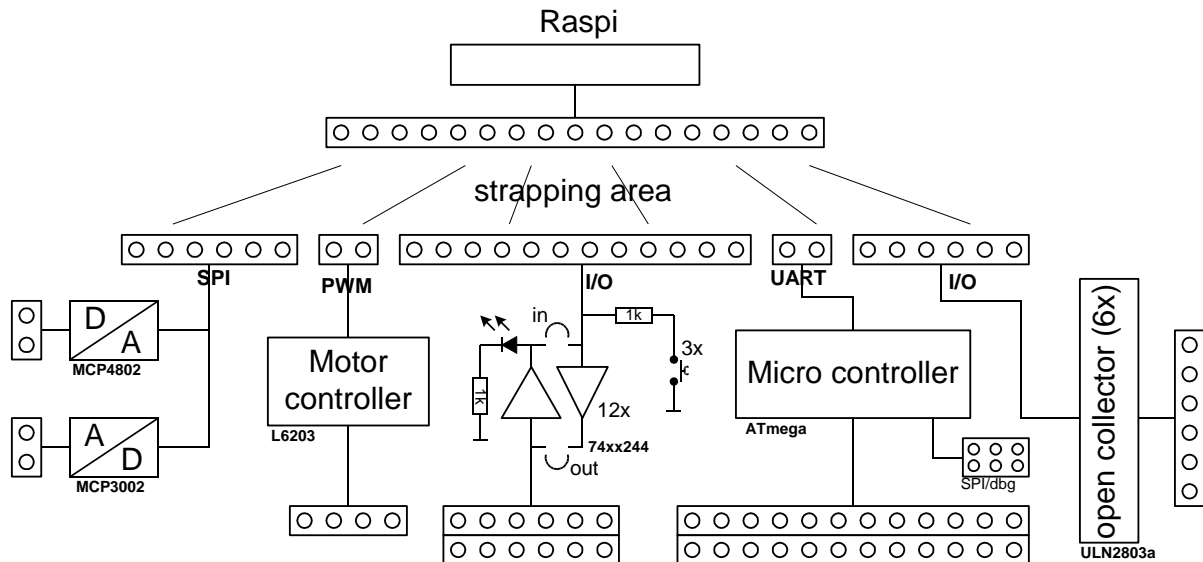 Raspi
strapping area
SPI
PWM
I/O
UART
I/O
D
A
MCP4802
A
D
MCP3002
Motor
controller
L6203
in
1k
3x
1k
12x
74xx244
out
Micro controller
ATmega
SPI/dbg
open collector (6x)
ULN2803a